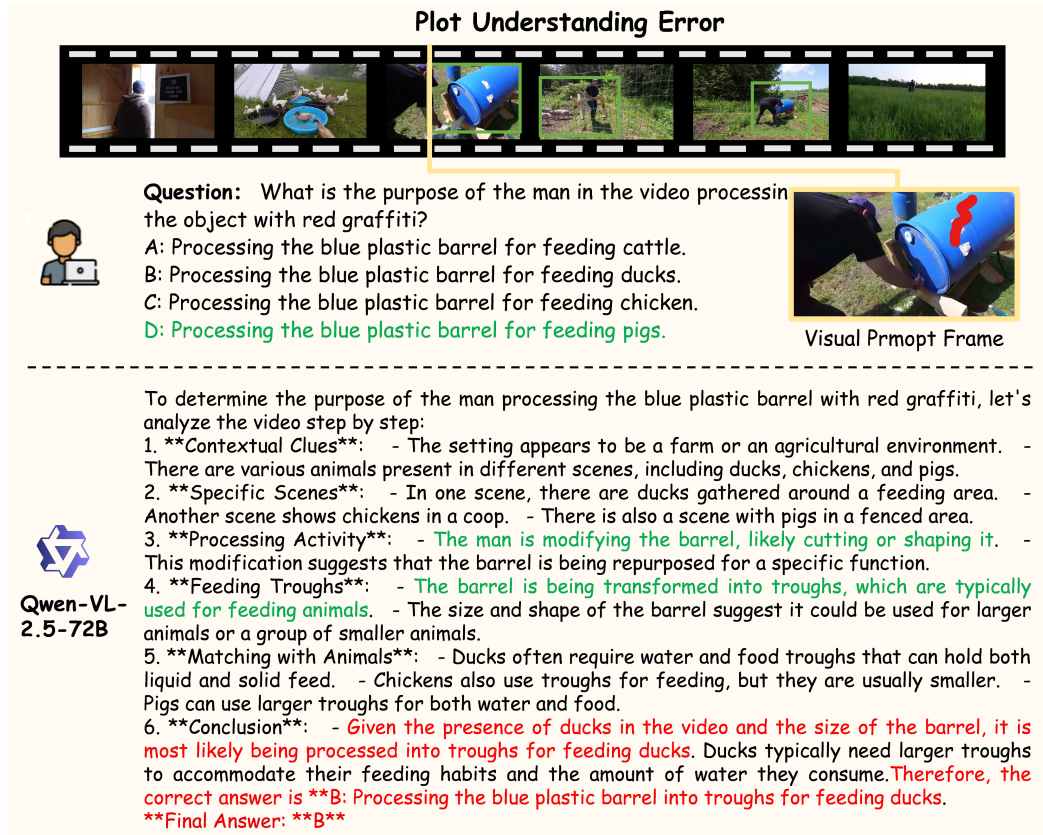 Plot Understanding Error
Question: What is the purpose of the man in the video processin
the object with red graffiti?
A: Processing the blue plastic barrel for feeding cattle.
B: Processing the blue plastic barrel for feeding ducks.
C: Processing the blue plastic barrel for feeding chicken.
D: Processing the blue plastic barrel for feeding pigs.
Visual Prmopt Frame
To determine the purpose of the man processing the blue plastic barrel with red graffiti, let's
analyze the video step by step:
1. **Contextual Clues**: - The setting appears to be a farm or an agricultural environment. -
There are various animals present in different scenes, including ducks, chickens, and pigs.
2. **Specific Scenes**: - In one scene, there are ducks gathered around a feeding area. -
Another scene shows chickens in a coop. - There is also a scene with pigs in a fenced area.
3. **Processing Activity**: - The man is modifying the barrel, likely cutting or shaping it. -
This modification suggests that the barrel is being repurposed for a specific function.
4. **Feeding Troughs**: - The barrel is being transformed into troughs, which are typically
used for feeding animals. - The size and shape of the barrel suggest it could be used for larger
animals or a group of smaller animals.
5. **Matching with Animals**: - Ducks often require water and food troughs that can hold both
liquid and solid feed. - Chickens also use troughs for feeding, but they are usually smaller. -
Pigs can use larger troughs for both water and food.
6. **Conclusion**: - Given the presence of ducks in the video and the size of the barrel, it is
most likely being processed into troughs for feeding ducks. Ducks typically need larger troughs
to accommodate their feeding habits and the amount of water they consume.Therefore, the
correct answer is **B: Processing the blue plastic barrel into troughs for feeding ducks.
**Final Answer: **B**
Qwen-VL-
2.5-72B